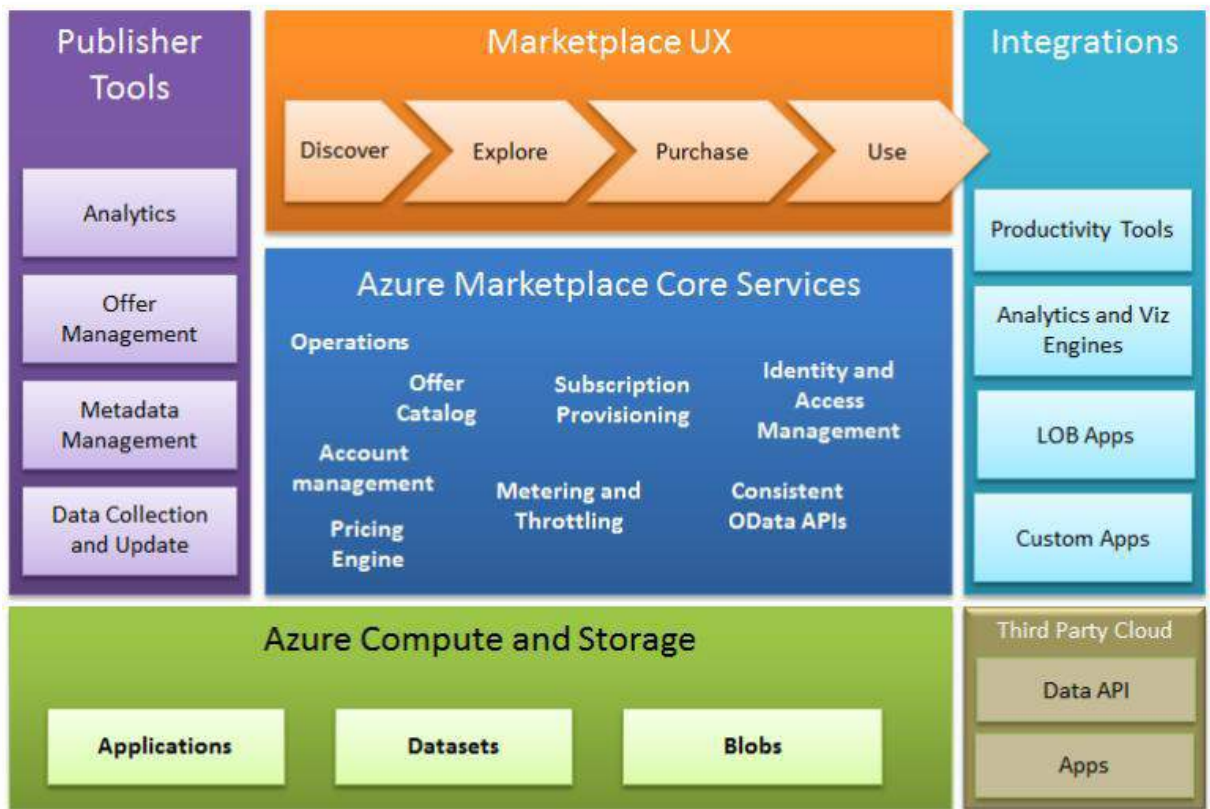 Publisher
Tools
Analytics
Offer
Management
Metadata
Management
Data Collection
and Update
Marketplace UX
Discover
Explore
Purchase
Use
Azure Marketplace Core Services
Operations
Offer
Catalog
Subscription
Provisioning
Identity and
Access
Management
Account
management
Metering and
Throttling
Consistent
OData APIs
Pricing
Engine
Integrations
Productivity Tools
Analytics and Viz
Engines
LOB Apps
Custom Apps
Azure Compute and Storage
Applications
Datasets
Blobs
Third Party Cloud
Data API
Apps